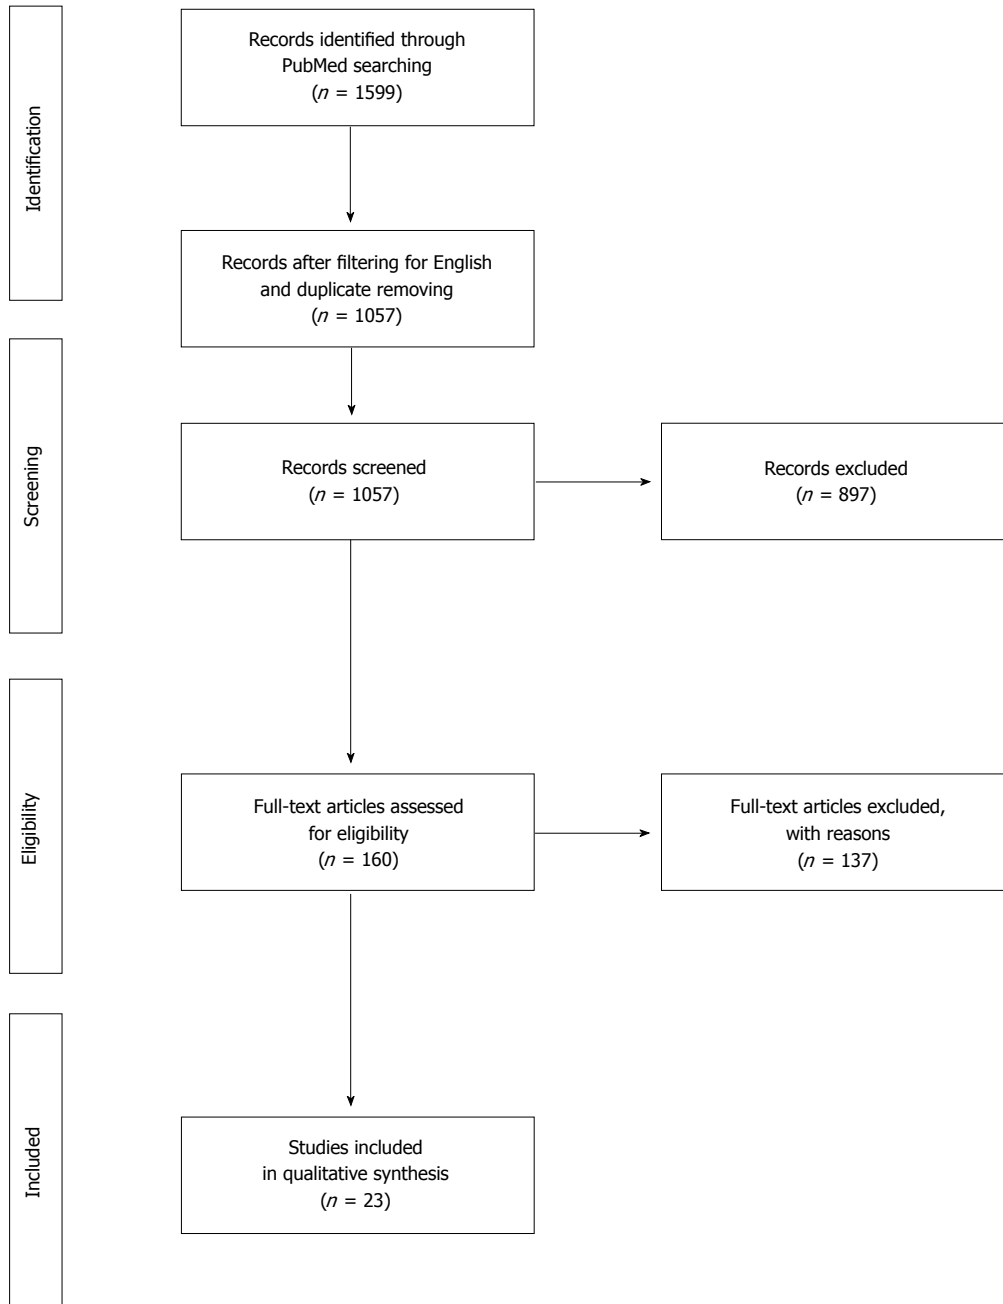 Identification
Records identified through
PubMed searching
(n = 1599)
Records after filtering for English
and duplicate removing
(n = 1057)
Screening
Records screened
(n = 1057)
Records excluded
(n = 897)
Eligibility
Full-text articles assessed
for eligibility
(n = 160)
Full-text articles excluded,
with reasons
(n = 137)
Included
Studies included
in qualitative synthesis
(n = 23)